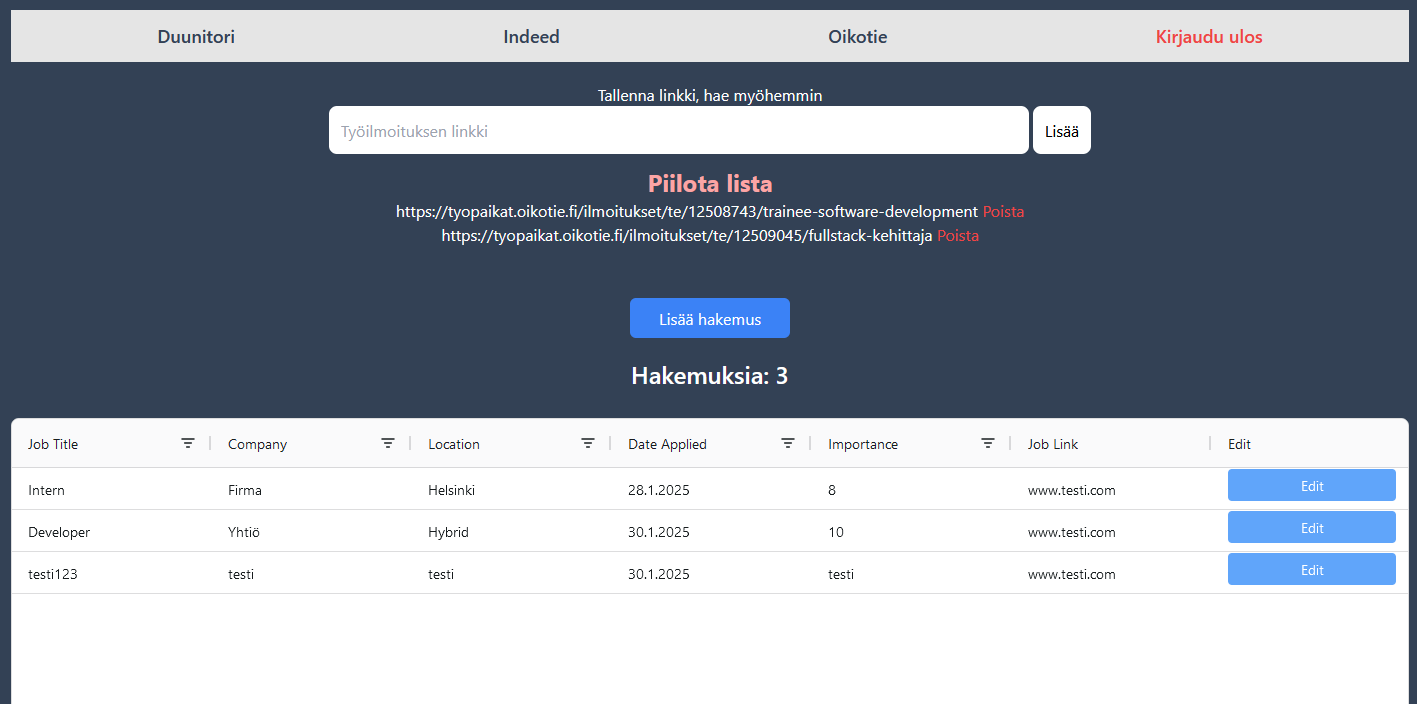 Duunitori Indeed Oikotie Kirjaudu ulos
Tallenna linkki, hae myöhemmin
Työilmoituksen linkki Lisää
Piilota lista
https://tyopaikat.oikotie.fi/ilmoitukset/te/12508743/trainee-software-development Poista
https://tyopaikat.oikotie.fi/ilmoitukset/te/12509045/fullstack-kehittaja Poista
Lisää hakemus
Hakemuksia: 3
Job Title Company Location Date Applied Importance Job Link Edit
Intern Firma Helsinki 28.1.2025 8 www.testi.com Edit
Developer Yhtiö Hybrid 30.1.2025 10 www.testi.com Edit
testi123 testi testi 30.1.2025 testi www.testi.com Edit